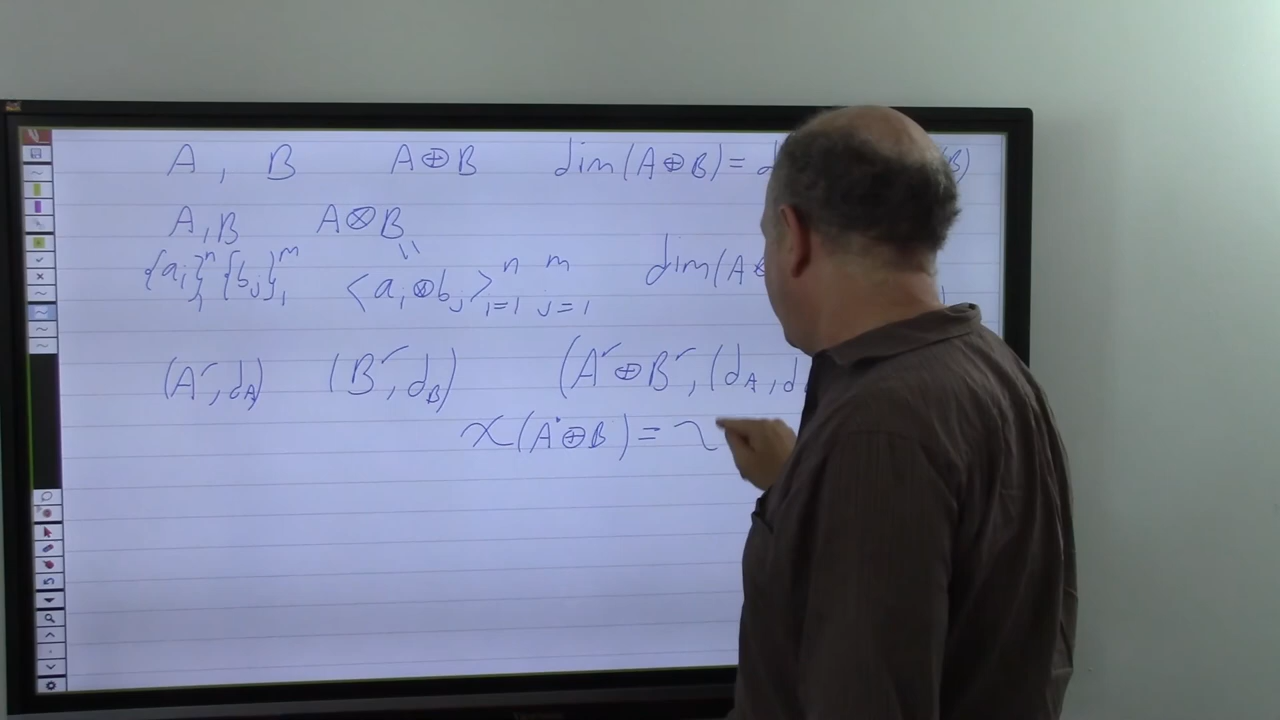 A , B A⊕B dim(A⊕B) = d B)
A,B A⊗B
{aᵢ}₁ⁿ {bⱼ}₁ᵐ "
<aᵢ⊗bⱼ>ᵢ₌₁ⁿ ⱼ₌₁ᵐ dim(A⊗
(A˙, d_A) (B˙, d_B) (A˙⊕B˙, (d_A, d
χ(A˙⊕B) =